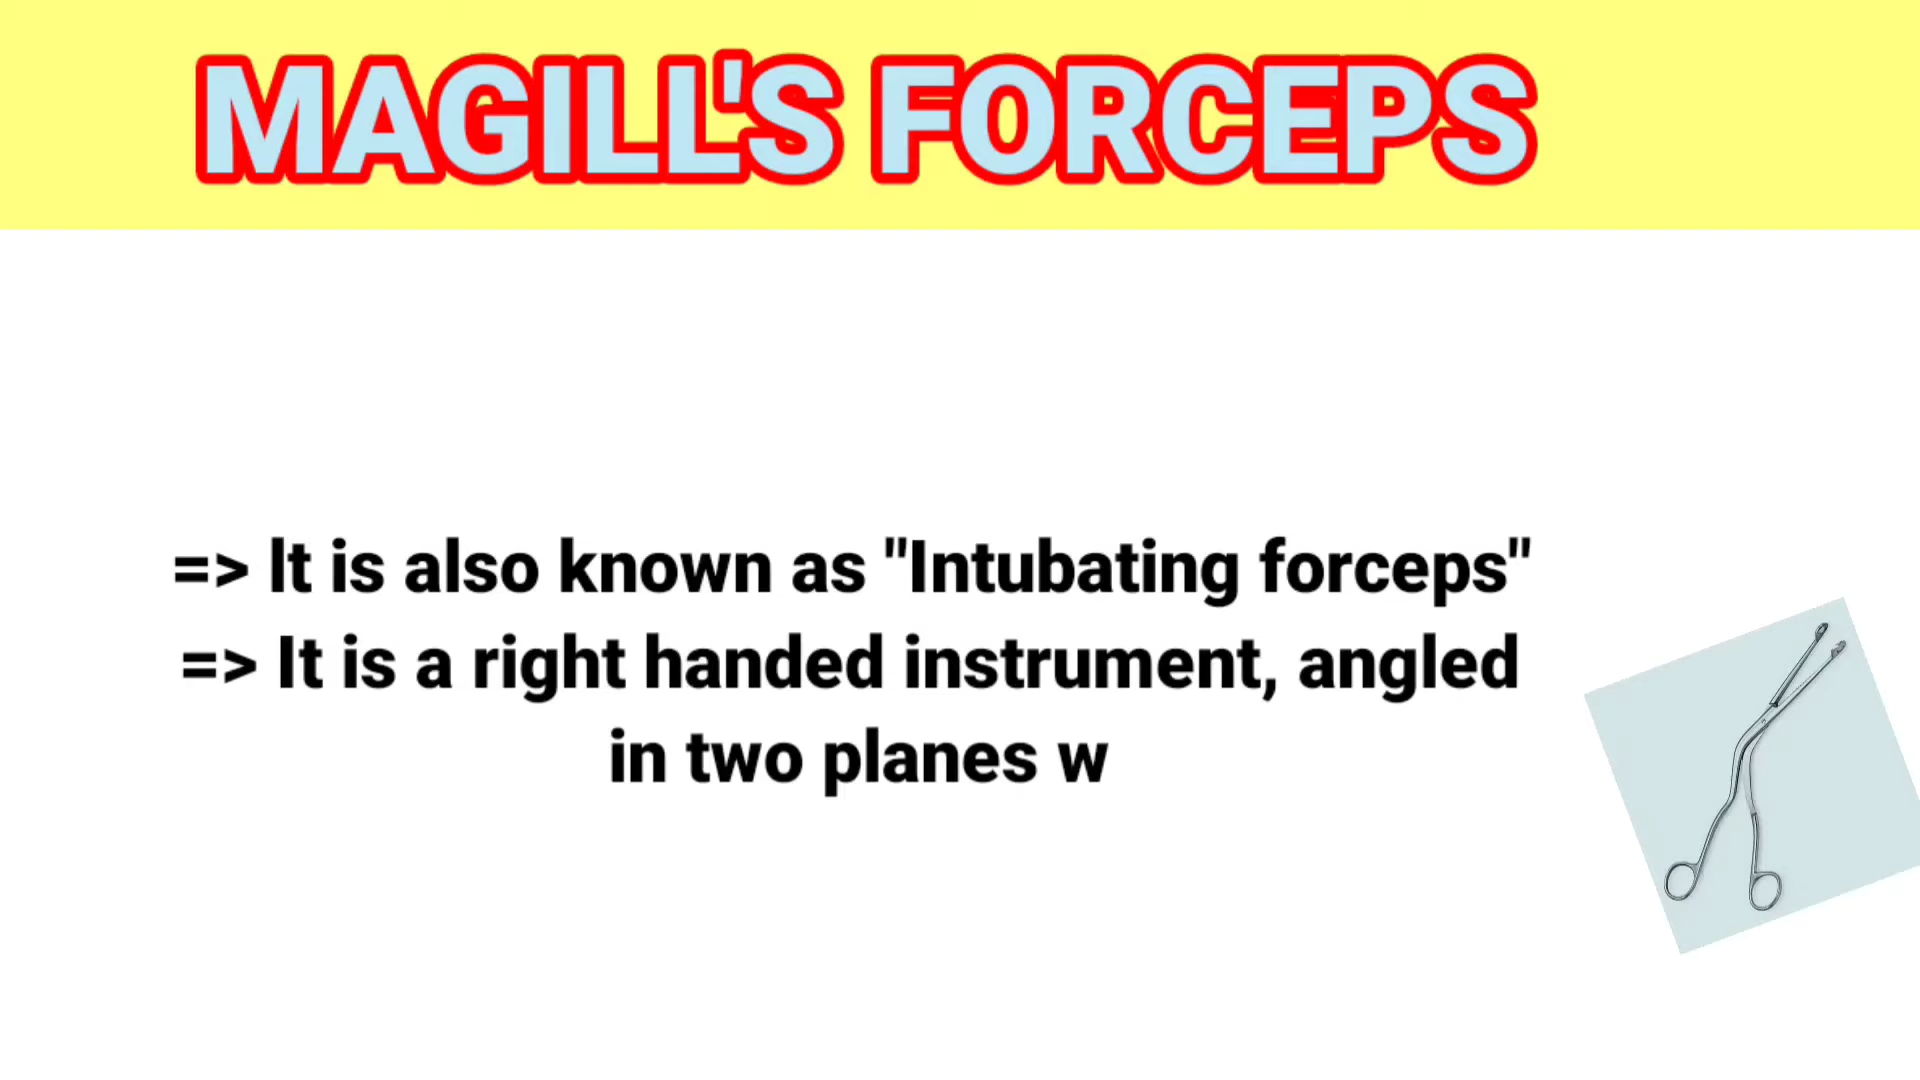 MAGILL'S FORCEPS
=> It is also known as "Intubating forceps"
=> It is a right handed instrument, angled
in two planes w